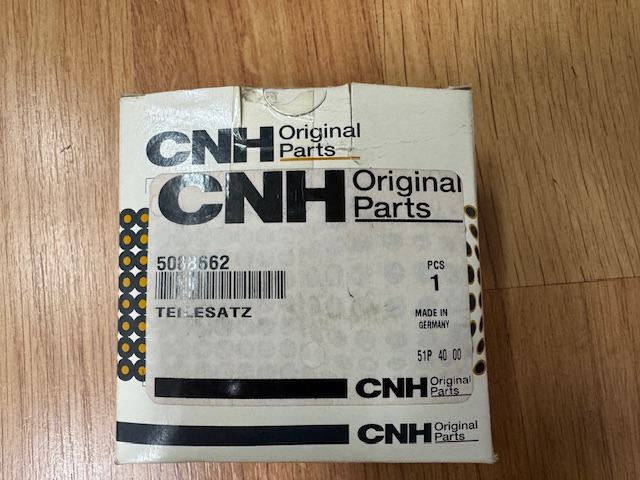 CNH Original
Parts
CNH Original
Parts
PCS
1
TEILESATZ
MADE IN
GERMANY
51P 40 00
CNH Original
Parts
CNH Original
Parts